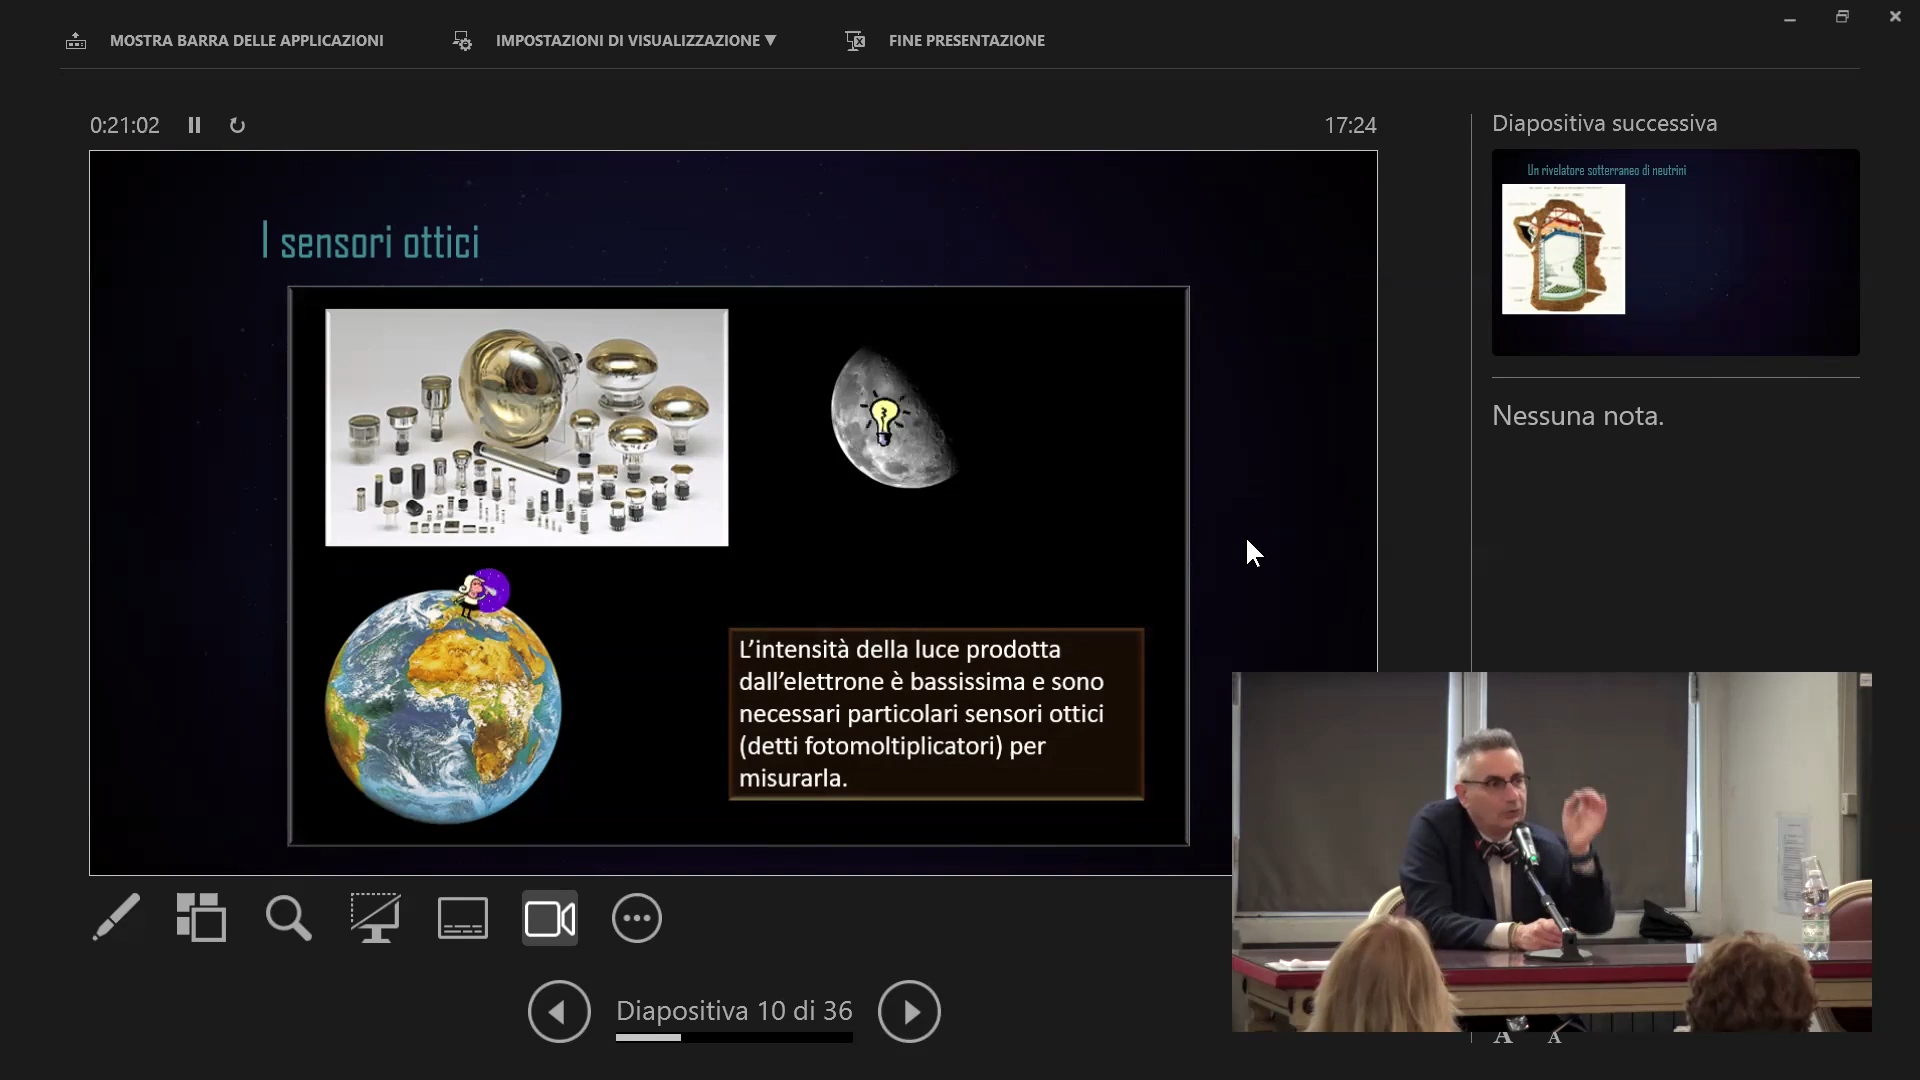 MOSTRA BARRA DELLE APPLICAZIONI
IMPOSTAZIONI DI VISUALIZZAZIONE ▼
FINE PRESENTAZIONE
0:21:02
17:24
I sensori ottici
L'intensità della luce prodotta
dall'elettrone è bassissima e sono
necessari particolari sensori ottici
(detti fotomoltiplicatori) per
misurarla.
Diapositiva successiva
Un rivelatore sotterraneo di neutrini
Nessuna nota.
Diapositiva 10 di 36
A A